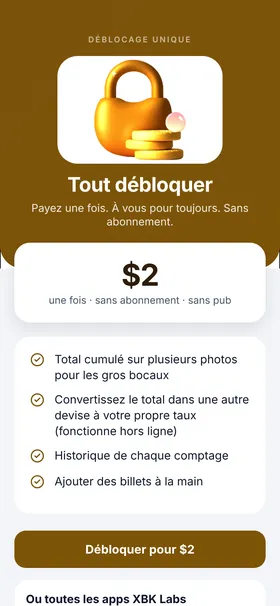 DÉBLOCAGE UNIQUE
Tout débloquer
Payez une fois. À vous pour toujours. Sans
abonnement.
$2
une fois · sans abonnement · sans pub
Total cumulé sur plusieurs photos
pour les gros bocaux
Convertissez le total dans une autre
devise à votre propre taux
(fonctionne hors ligne)
Historique de chaque comptage
Ajouter des billets à la main
Débloquer pour $2
Ou toutes les apps XBK Labs